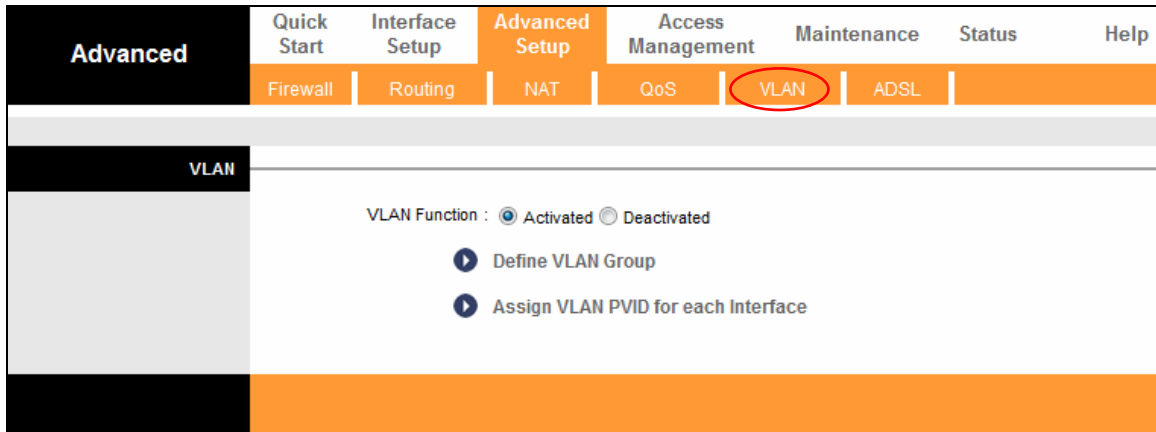 Advanced
Quick Start
Interface Setup
Advanced Setup
Access Management
Maintenance
Status
Help
Firewall
Routing
NAT
QoS
VLAN
ADSL
VLAN
VLAN Function : Activated Deactivated
Define VLAN Group
Assign VLAN PVID for each Interface